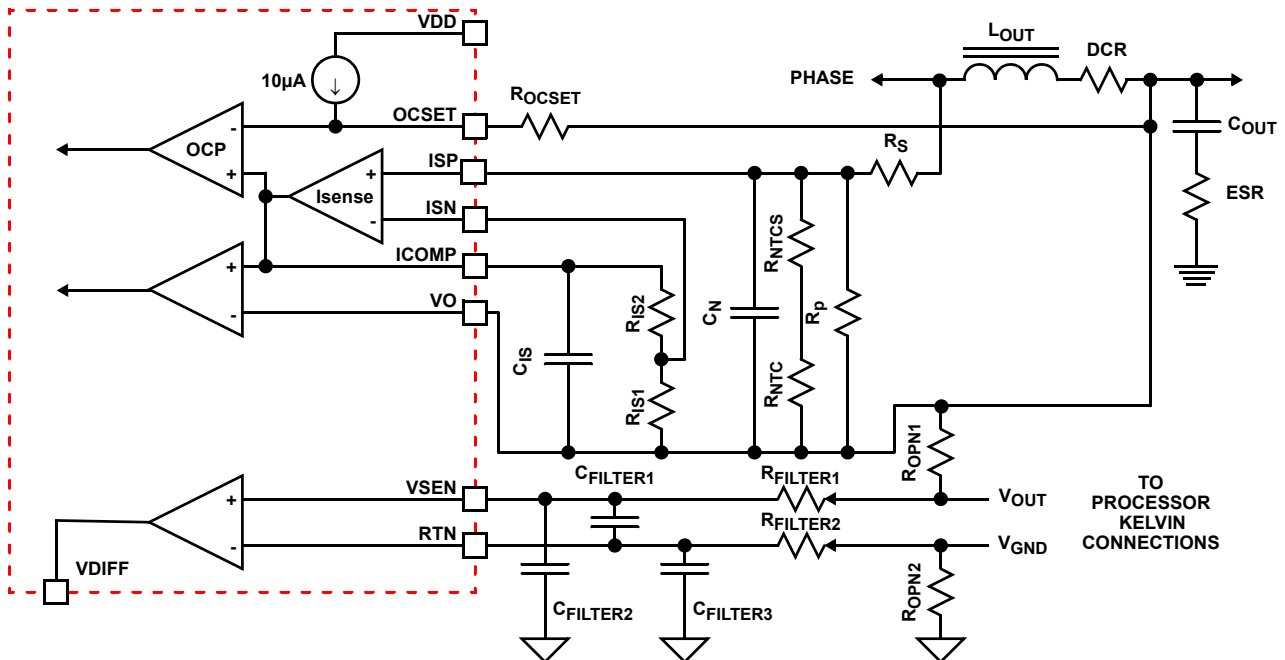 VDD
10µA
↓
OCSET
ROCSET
PHASE
LOUT
DCR
COUT
ESR
-
OCP
+
ISP
RS
+
Isense
-
ISN
ICOMP
+
VO
-
CIS
RIS2
RIS1
CN
RNTCS
RNTC
Rp
ROPN1
CFILTER1
VSEN
RFILTER1
VOUT
+
RTN
RFILTER2
VGND
-
TO
PROCESSOR
KELVIN
CONNECTIONS
VDIFF
CFILTER2
CFILTER3
ROPN2